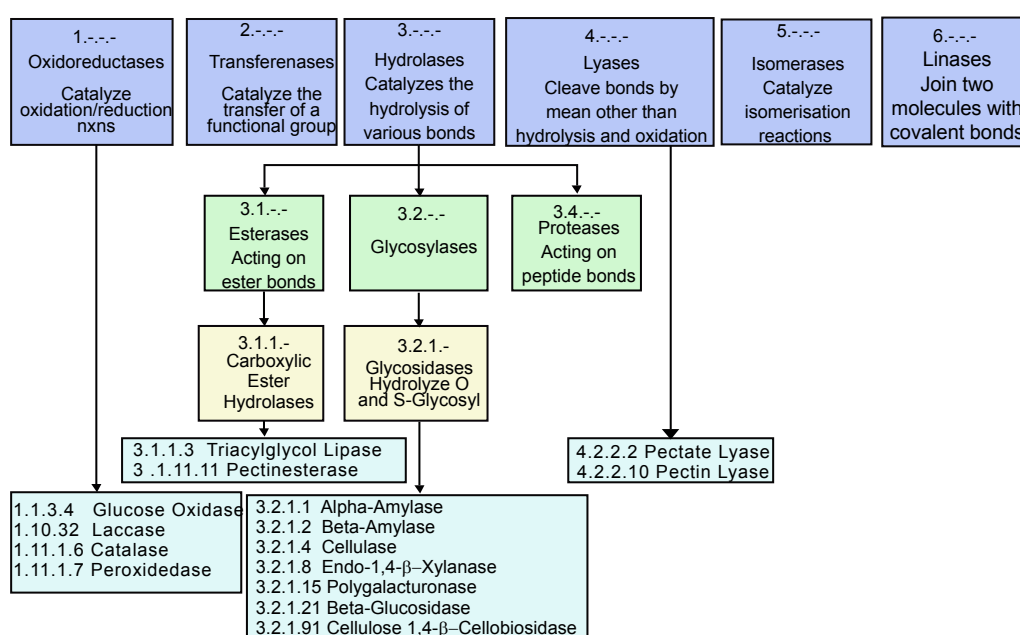 1.-.-.-
Oxidoreductases
Catalyze
oxidation/reduction
nxns
2.-.-.-
Transferenases
Catalyze the
transfer of a
functional group
3.-.-.-
Hydrolases
Catalyzes the
hydrolysis of
various bonds
4.-.-.-
Lyases
Cleave bonds by
mean other than
hydrolysis and oxidation
5.-.-.-
Isomerases
Catalyze
isomerisation
reactions
6.-.-.-
Linases
Join two
molecules with
covalent bonds
3.1.-.-
Esterases
Acting on
ester bonds
3.2.-.-
Glycosylases
3.4.-.-
Proteases
Acting on
peptide bonds
3.1.1.-
Carboxylic
Ester
Hydrolases
3.2.1.-
Glycosidases
Hydrolyze O
and S-Glycosyl
3.1.1.3 Triacylglycol Lipase
3 .1.11.11 Pectinesterase
4.2.2.2 Pectate Lyase
4.2.2.10 Pectin Lyase
1.1.3.4 Glucose Oxidase
1.10.32 Laccase
1.11.1.6 Catalase
1.11.1.7 Peroxidedase
3.2.1.1 Alpha-Amylase
3.2.1.2 Beta-Amylase
3.2.1.4 Cellulase
3.2.1.8 Endo-1,4-β–Xylanase
3.2.1.15 Polygalacturonase
3.2.1.21 Beta-Glucosidase
3.2.1.91 Cellulose 1,4-β–Cellobiosidase